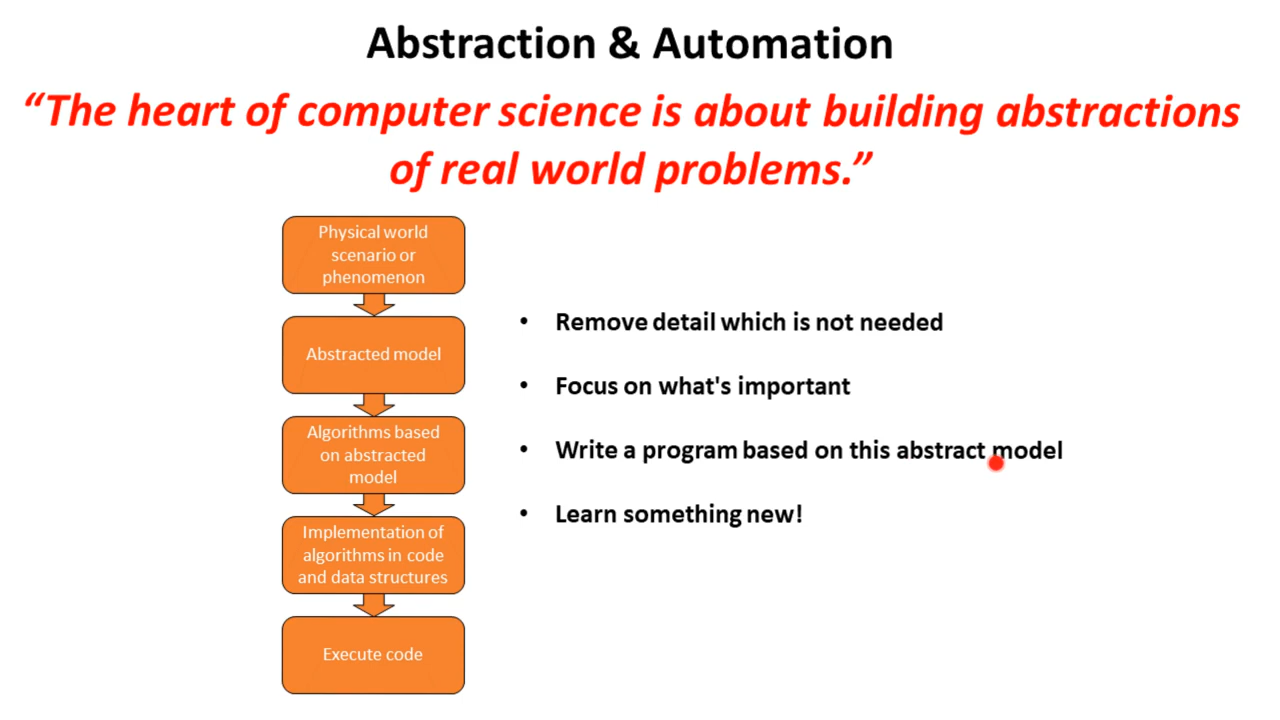 Abstraction & Automation
“The heart of computer science is about building abstractions
of real world problems.”
Physical world
scenario or
phenomenon
Abstracted model
Algorithms based
on abstracted
model
Implementation of
algorithms in code
and data structures
Execute code
• Remove detail which is not needed
• Focus on what's important
• Write a program based on this abstract model
• Learn something new!